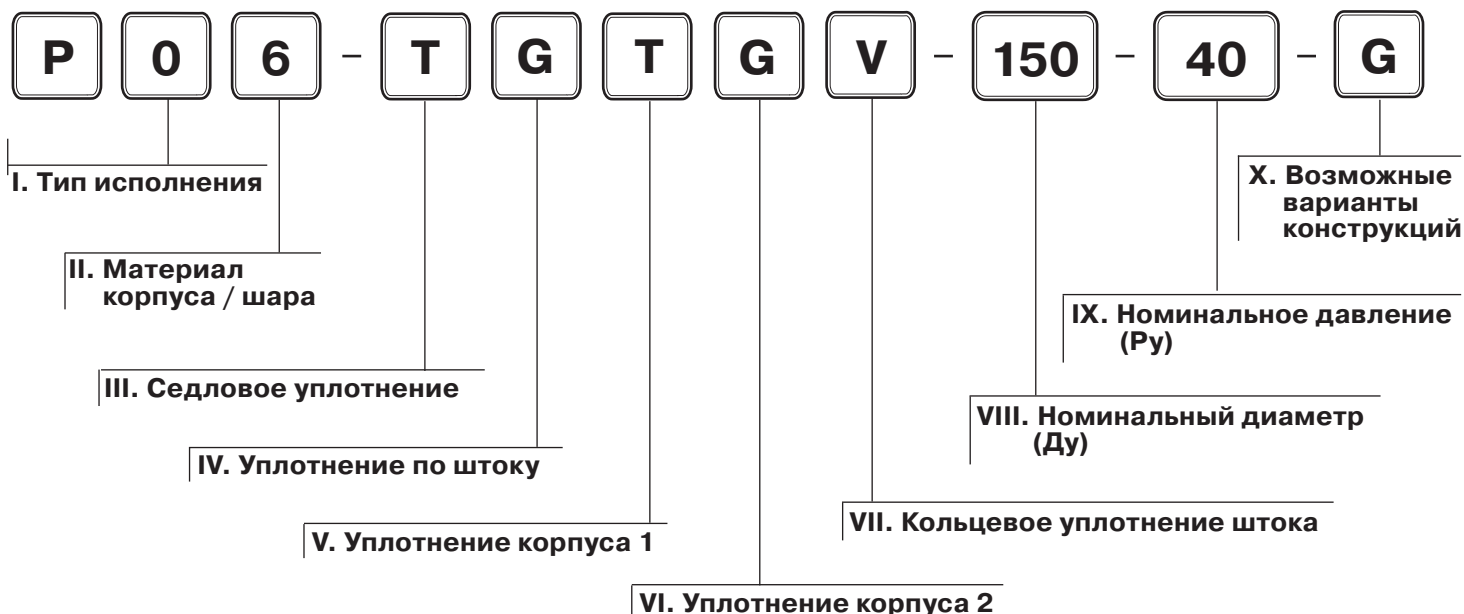 P 0 6 – T G T G V – 150 – 40 – G
I. Тип исполнения
X. Возможные
варианты
конструкций
II. Материал
корпуса / шара
IX. Номинальное давление
(Ру)
III. Седловое уплотнение
VIII. Номинальный диаметр
(Ду)
IV. Уплотнение по штоку
VII. Кольцевое уплотнение штока
V. Уплотнение корпуса 1
VI. Уплотнение корпуса 2